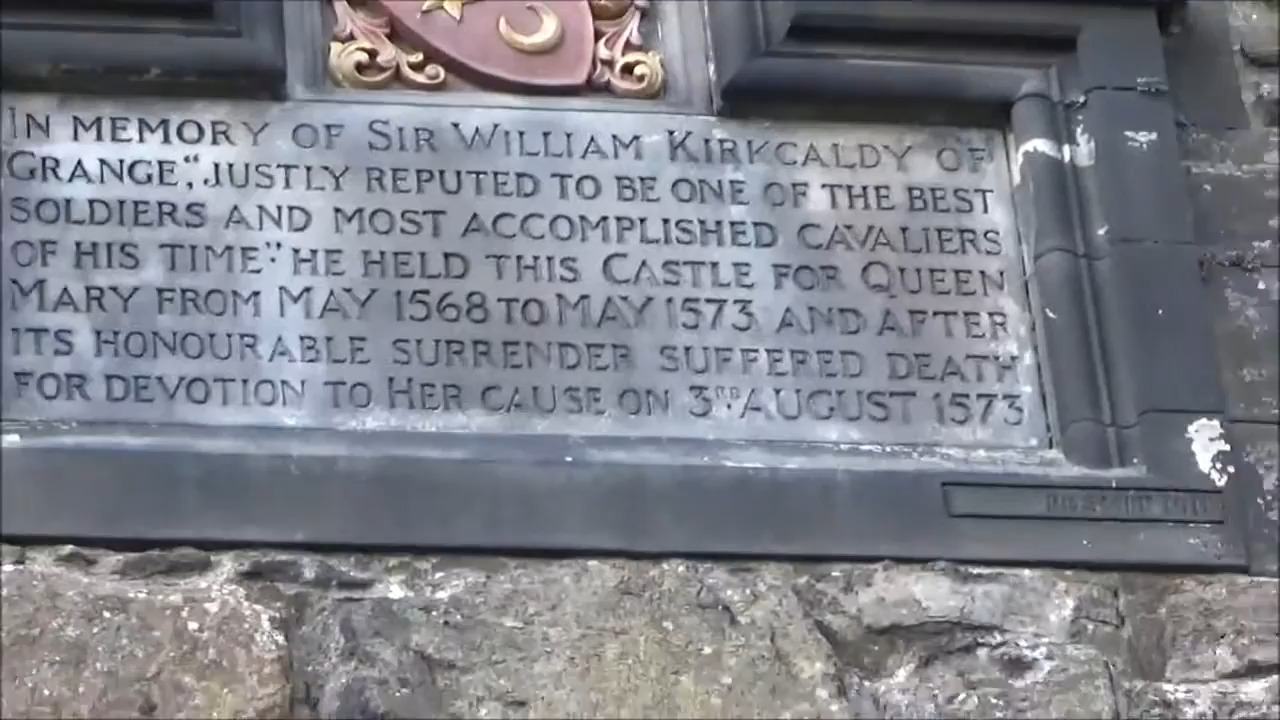 IN MEMORY OF SIR WILLIAM KIRKCALDY OF
GRANGE, "JUSTLY REPUTED TO BE ONE OF THE BEST
SOLDIERS AND MOST ACCOMPLISHED CAVALIERS
OF HIS TIME." HE HELD THIS CASTLE FOR QUEEN
MARY FROM MAY 1568 TO MAY 1573 AND AFTER
ITS HONOURABLE SURRENDER SUFFERED DEATH
FOR DEVOTION TO HER CAUSE ON 3RD AUGUST 1573